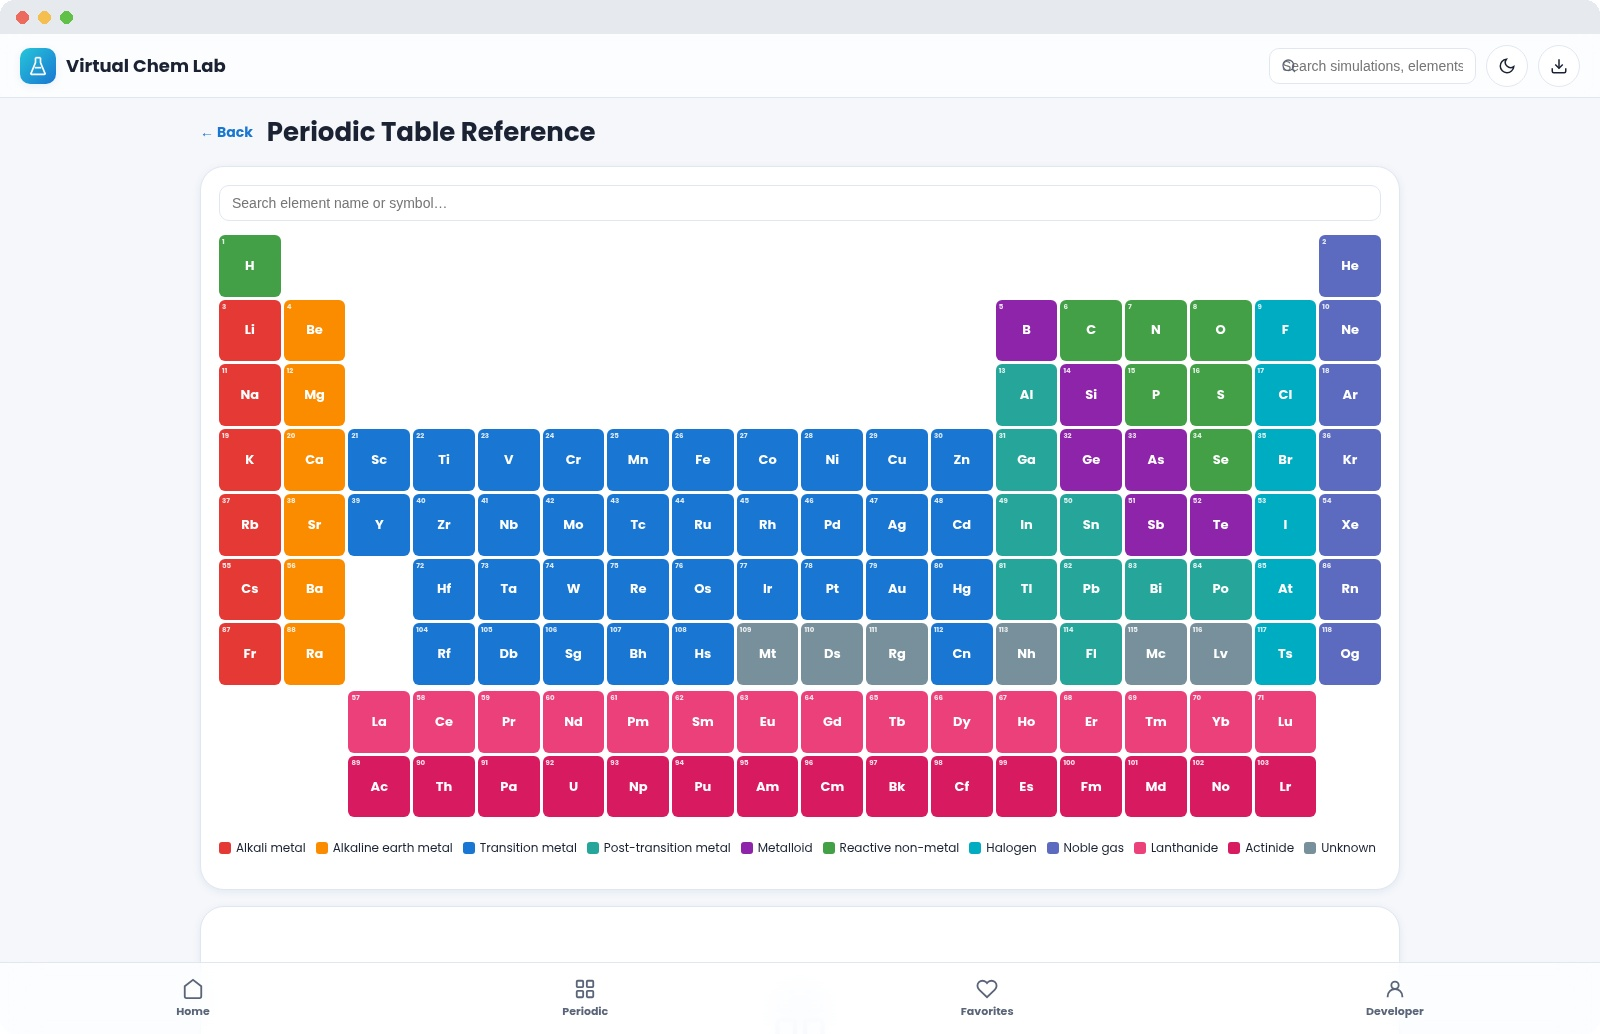 Virtual Chem Lab
Search simulations, elements
← Back
Periodic Table Reference
Search element name or symbol…
1 H 2 He
3 Li 4 Be 5 B 6 C 7 N 8 O 9 F 10 Ne
11 Na 12 Mg 13 Al 14 Si 15 P 16 S 17 Cl 18 Ar
19 K 20 Ca 21 Sc 22 Ti 23 V 24 Cr 25 Mn 26 Fe 27 Co 28 Ni 29 Cu 30 Zn 31 Ga 32 Ge 33 As 34 Se 35 Br 36 Kr
37 Rb 38 Sr 39 Y 40 Zr 41 Nb 42 Mo 43 Tc 44 Ru 45 Rh 46 Pd 47 Ag 48 Cd 49 In 50 Sn 51 Sb 52 Te 53 I 54 Xe
55 Cs 56 Ba 72 Hf 73 Ta 74 W 75 Re 76 Os 77 Ir 78 Pt 79 Au 80 Hg 81 Tl 82 Pb 83 Bi 84 Po 85 At 86 Rn
87 Fr 88 Ra 104 Rf 105 Db 106 Sg 107 Bh 108 Hs 109 Mt 110 Ds 111 Rg 112 Cn 113 Nh 114 Fl 115 Mc 116 Lv 117 Ts 118 Og
57 La 58 Ce 59 Pr 60 Nd 61 Pm 62 Sm 63 Eu 64 Gd 65 Tb 66 Dy 67 Ho 68 Er 69 Tm 70 Yb 71 Lu
89 Ac 90 Th 91 Pa 92 U 93 Np 94 Pu 95 Am 96 Cm 97 Bk 98 Cf 99 Es 100 Fm 101 Md 102 No 103 Lr
Alkali metal Alkaline earth metal Transition metal Post-transition metal Metalloid Reactive non-metal Halogen Noble gas Lanthanide Actinide Unknown
Home Periodic Favorites Developer